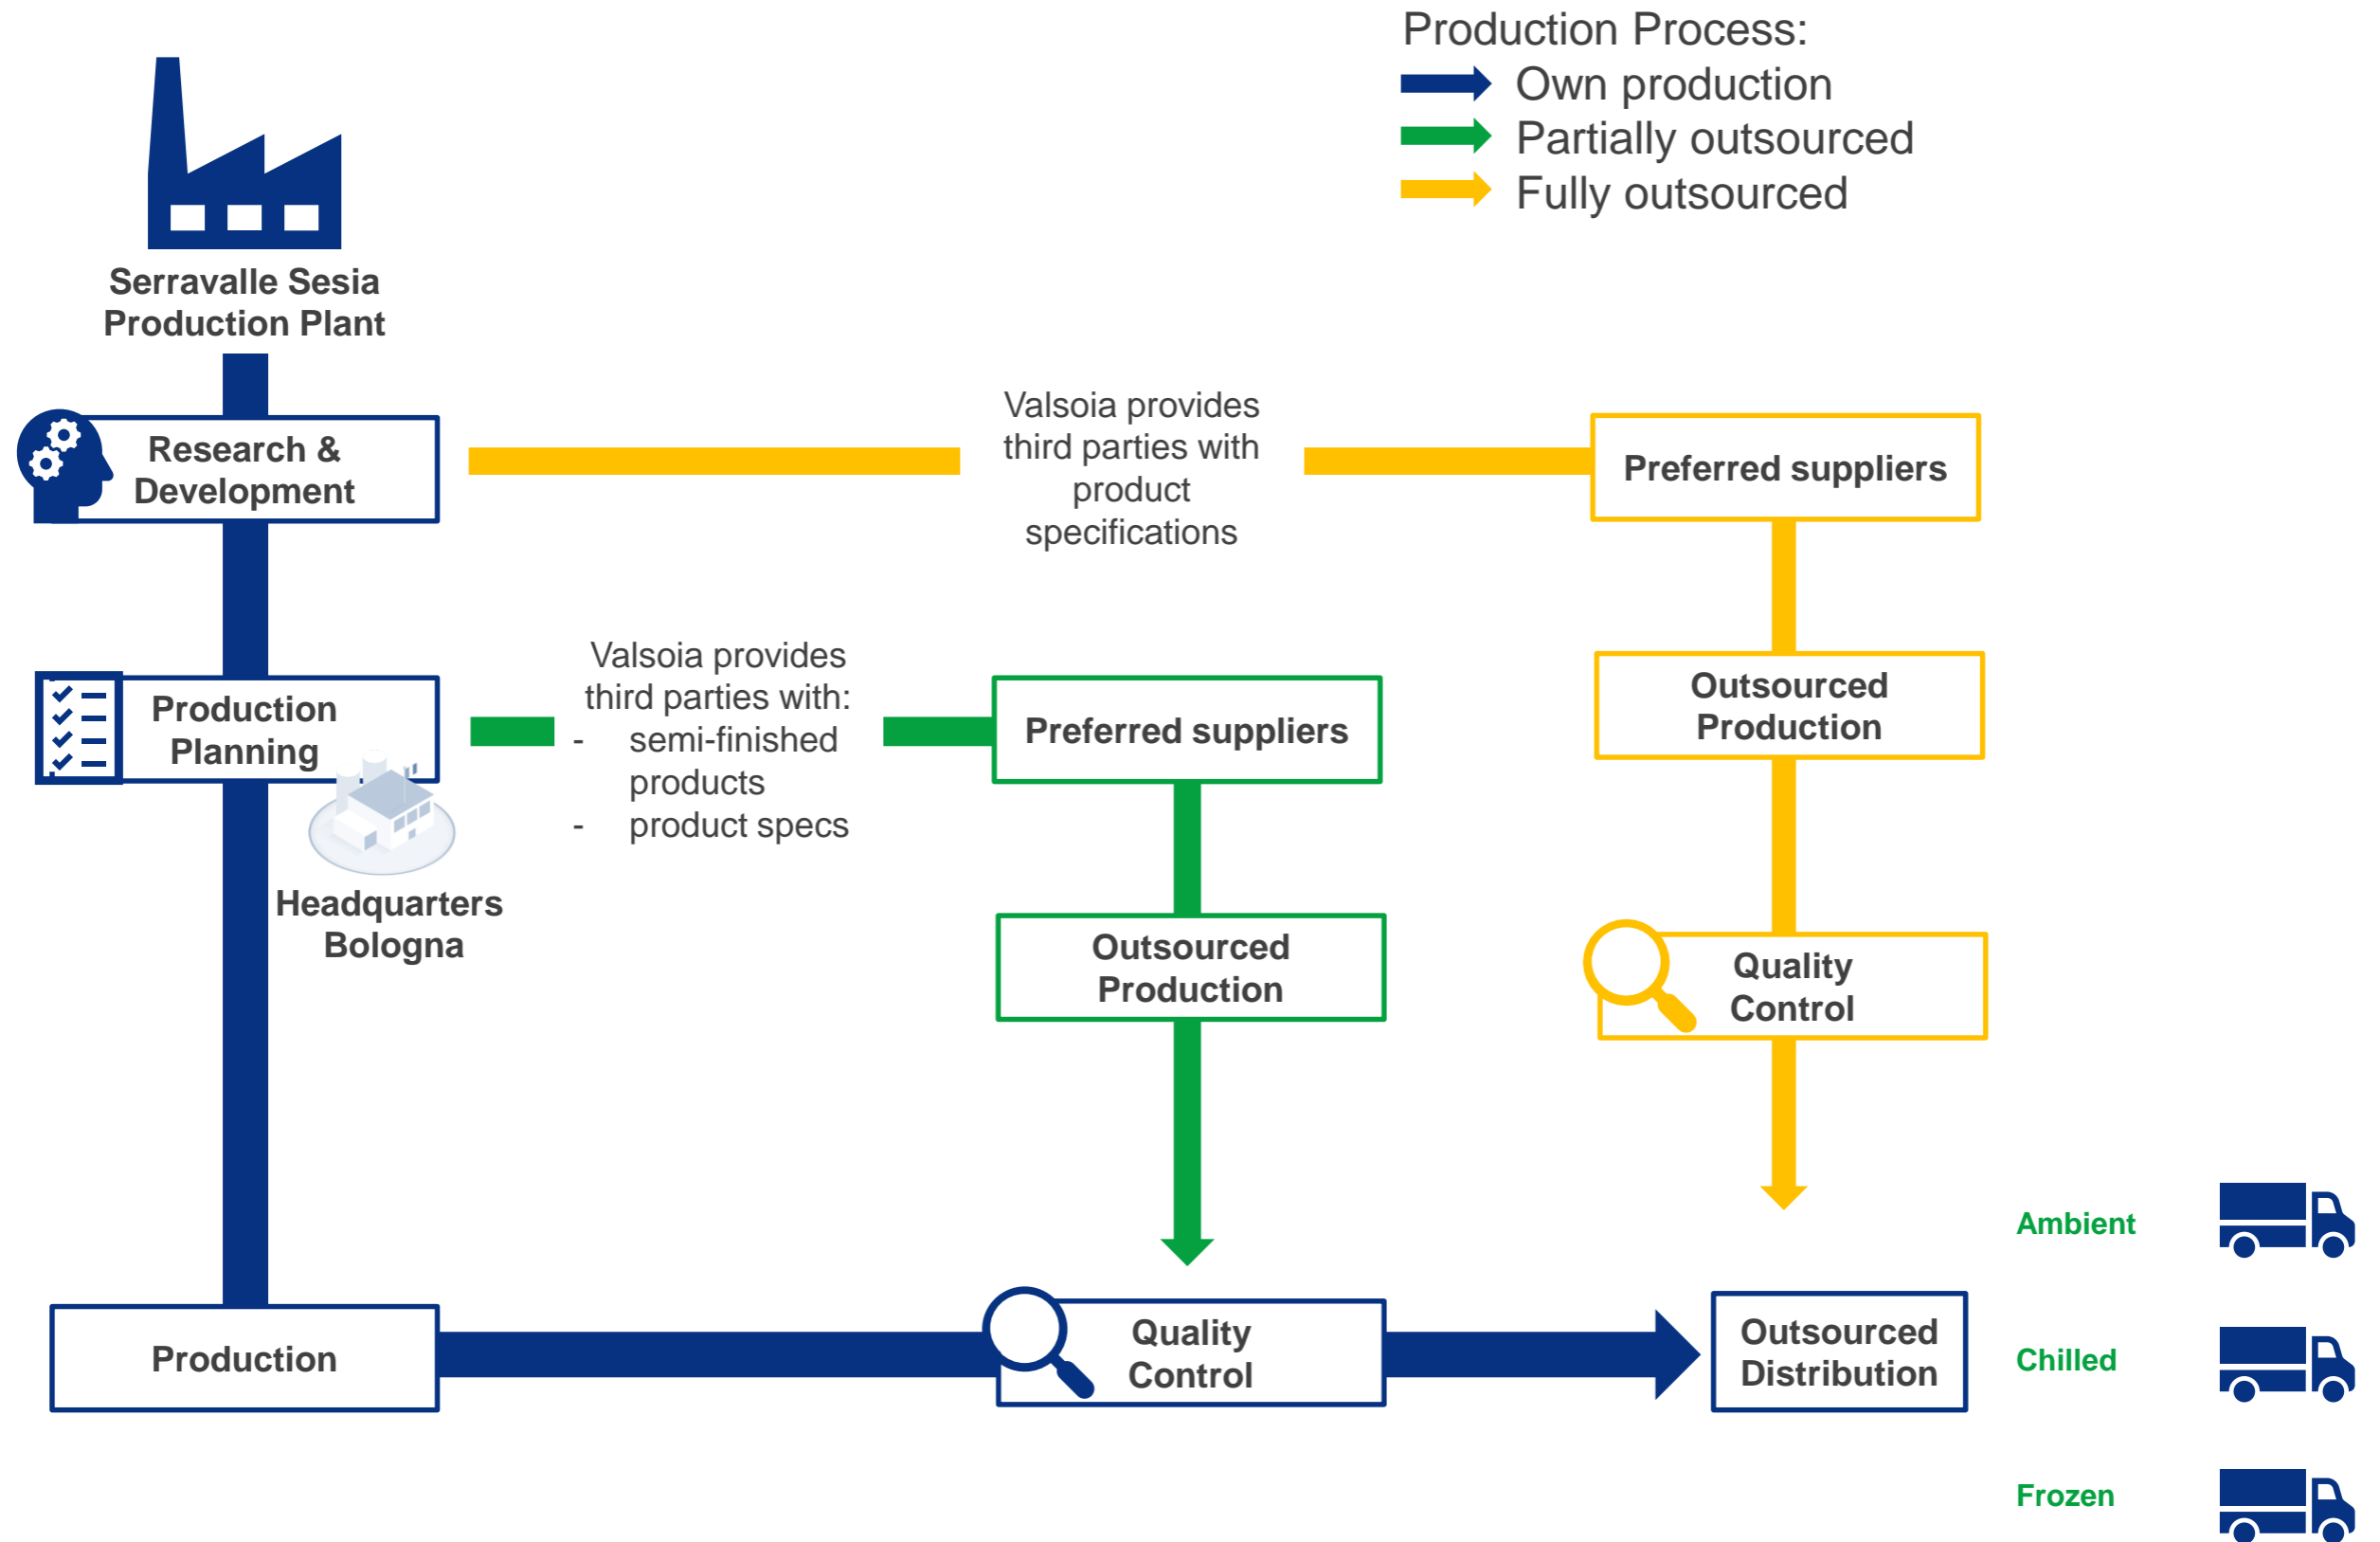 Production Process:
Own production
Partially outsourced
Fully outsourced
Serravalle Sesia
Production Plant
Research &
Development
Valsoia provides
third parties with
product
specifications
Preferred suppliers
Production
Planning
Headquarters
Bologna
Valsoia provides
third parties with:
- semi-finished
products
- product specs
Preferred suppliers
Outsourced
Production
Outsourced
Production
Quality
Control
Production
Quality
Control
Outsourced
Distribution
Ambient
Chilled
Frozen